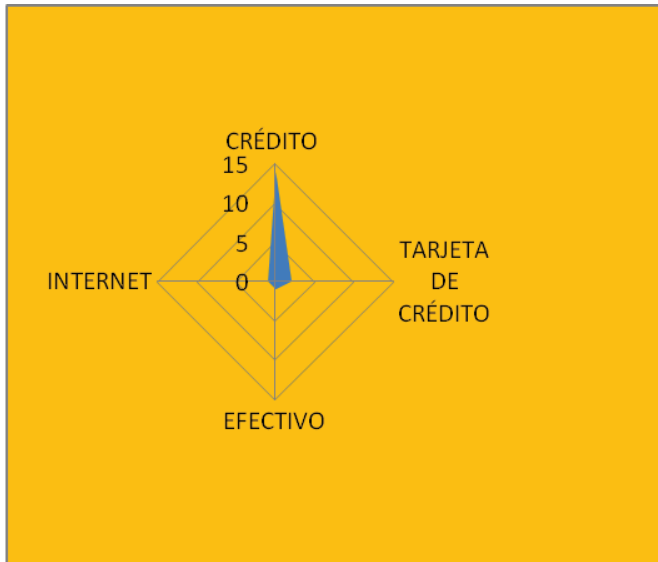 CRÉDITO
15
10
5
0
TARJETA
DE
CRÉDITO
INTERNET
EFECTIVO